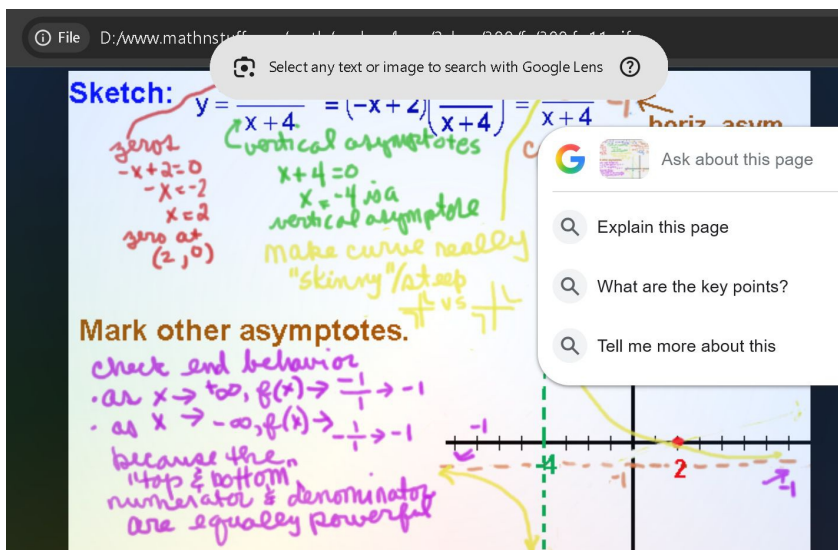 File D:/www.mathnstuff
Select any text or image to search with Google Lens
Sketch: y = x+4 = (-x+2)( x+4 ) = x+4 -1
horiz. asym
Ask about this page
Explain this page
What are the key points?
Tell me more about this
zeros
-x+2=0
-x=-2
x=2
zero at
(2,0)
vertical asymptotes
x+4=0
x=-4 is a
vertical asymptote
make curve really
"skinny"/steep
vs
Mark other asymptotes.
check end behavior
• as x → +∞, f(x) → -1/1 → -1
• as x → -∞, f(x) → -1/1 → -1
because the
"top & bottom"
numerator & denominator
are equally powerful
-1
-4
-1
2
-1